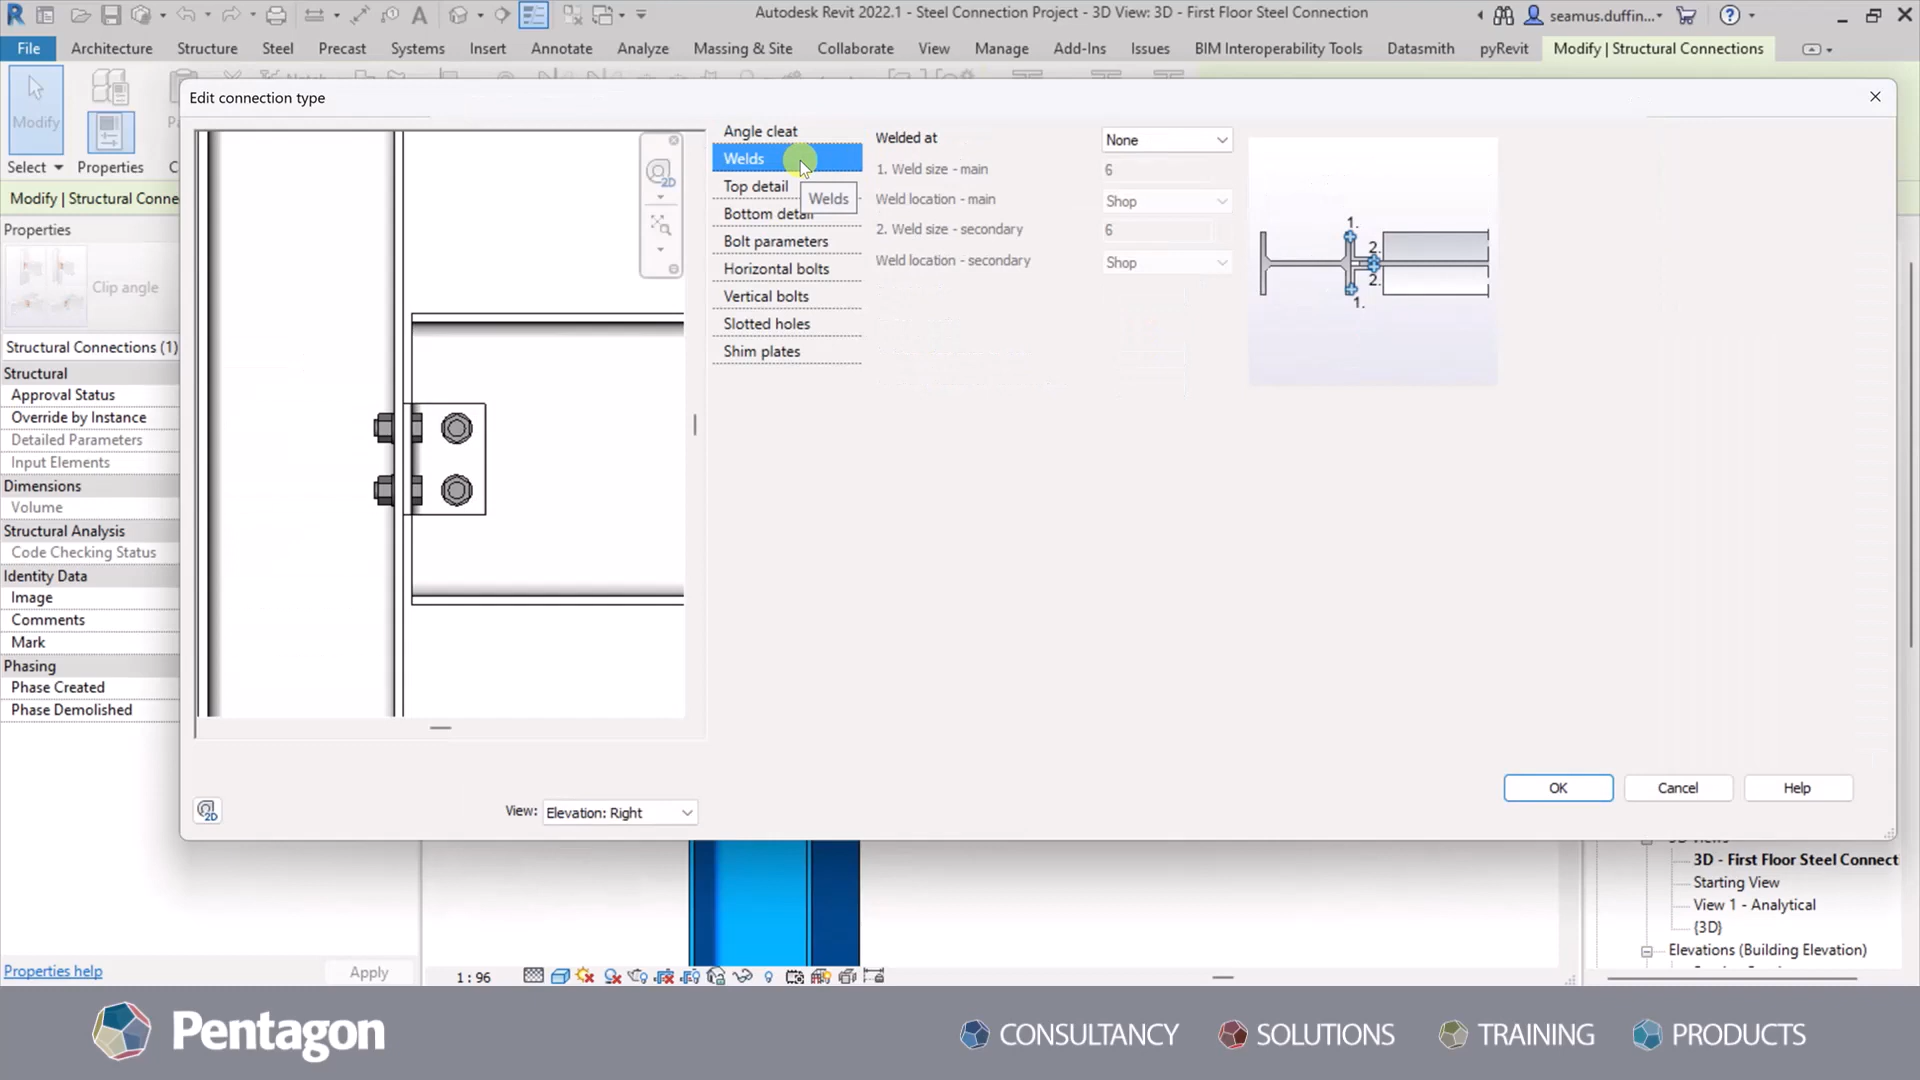 Autodesk Revit 2022.1 - Steel Connection Project - 3D View: 3D - First Floor Steel Connection
seamus.duffin...
File Architecture Structure Steel Precast Systems Insert Annotate Analyze Massing & Site Collaborate View Manage Add-Ins Issues BIM Interoperability Tools Datasmith pyRevit Modify | Structural Connections
Modify
Select
Properties
Modify | Structural Conne
Properties
Clip angle
Structural Connections (1)
Structural
Approval Status
Override by Instance
Detailed Parameters
Input Elements
Dimensions
Volume
Structural Analysis
Code Checking Status
Identity Data
Image
Comments
Mark
Phasing
Phase Created
Phase Demolished
Properties help
Apply
Edit connection type
2D
2D
View: Elevation: Right
Angle cleat
Welds
Top detail
Welds
Bottom detail
Bolt parameters
Horizontal bolts
Vertical bolts
Slotted holes
Shim plates
Welded at None
1. Weld size - main 6
Weld location - main Shop
2. Weld size - secondary 6
Weld location - secondary Shop
1.
2.
2.
1.
OK Cancel Help
3D - First Floor Steel Connect
Starting View
View 1 - Analytical
{3D}
Elevations (Building Elevation)
1 : 96
Pentagon
CONSULTANCY SOLUTIONS TRAINING PRODUCTS